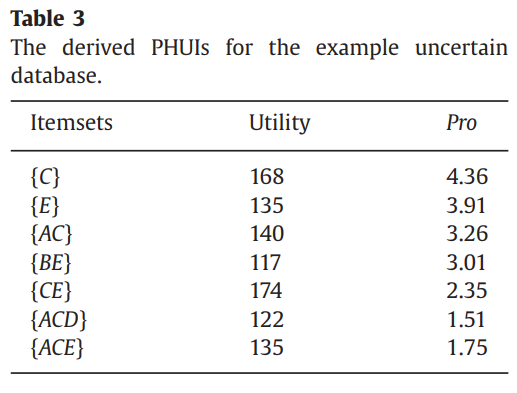 Table 3
The derived PHUIs for the example uncertain
database.
Itemsets Utility Pro
{C} 168 4.36
{E} 135 3.91
{AC} 140 3.26
{BE} 117 3.01
{CE} 174 2.35
{ACD} 122 1.51
{ACE} 135 1.75